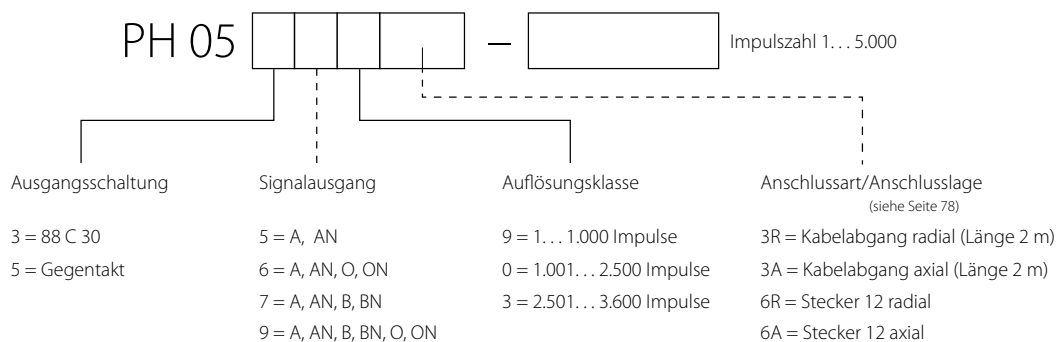 PH 05 – Impulszahl 1. . . 5.000
Ausgangsschaltung
3 = 88 C 30
5 = Gegentakt
Signalausgang
5 = A, AN
6 = A, AN, O, ON
7 = A, AN, B, BN
9 = A, AN, B, BN, O, ON
Auflösungsklasse
9 = 1. . . 1.000 Impulse
0 = 1.001. . . 2.500 Impulse
3 = 2.501. . . 3.600 Impulse
Anschlussart/Anschlusslage
(siehe Seite 78)
3R = Kabelabgang radial (Länge 2 m)
3A = Kabelabgang axial (Länge 2 m)
6R = Stecker 12 radial
6A = Stecker 12 axial